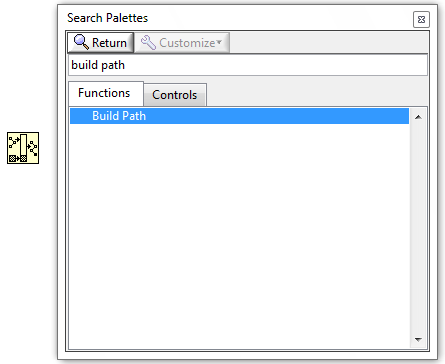 Search Palettes
Return Customize
build path
Functions Controls
Build Path